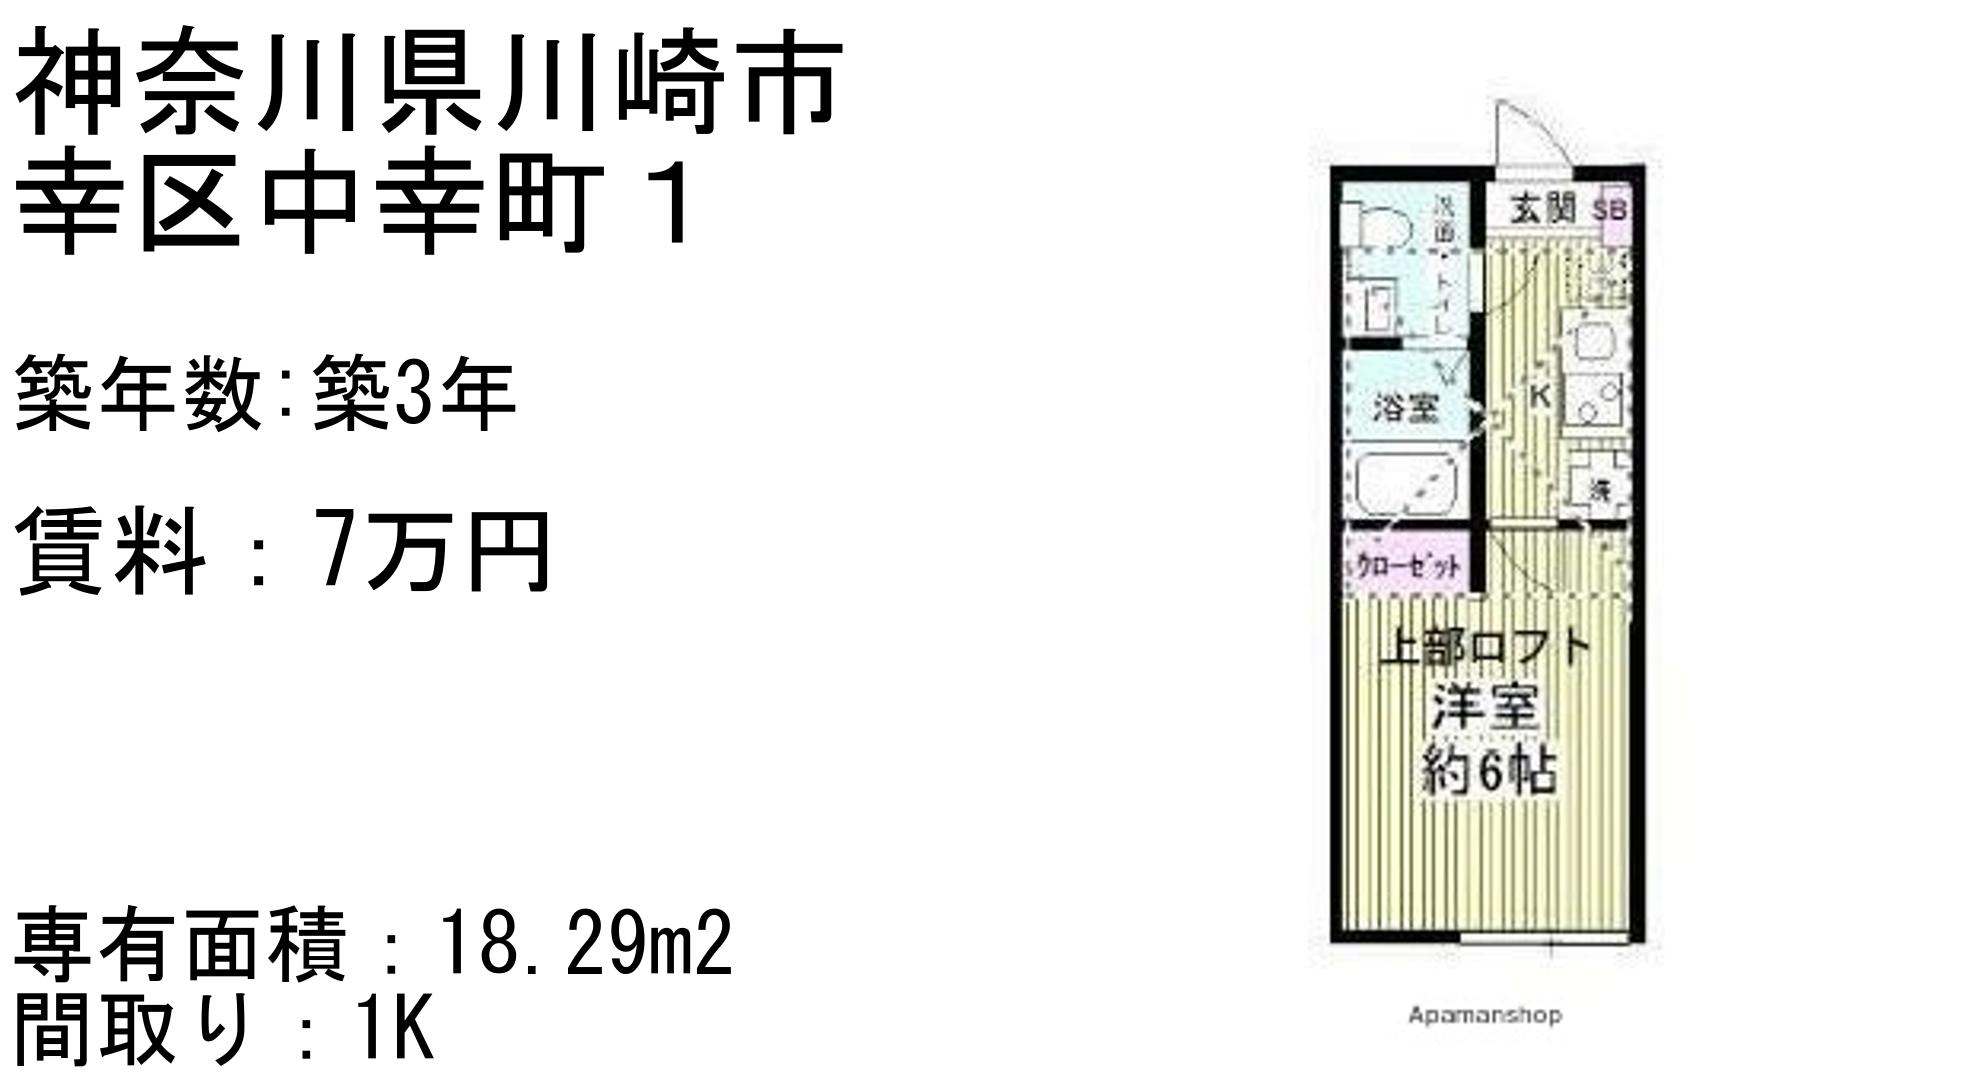 神奈川県川崎市
幸区中幸町１
築年数:築3年
賃料：7万円
専有面積：18.29m2
間取り：1K
玄関 SB
洗面・トイレ
K
浴室
洗
クローゼット
上部ロフト
洋室
約6帖
Apamanshop